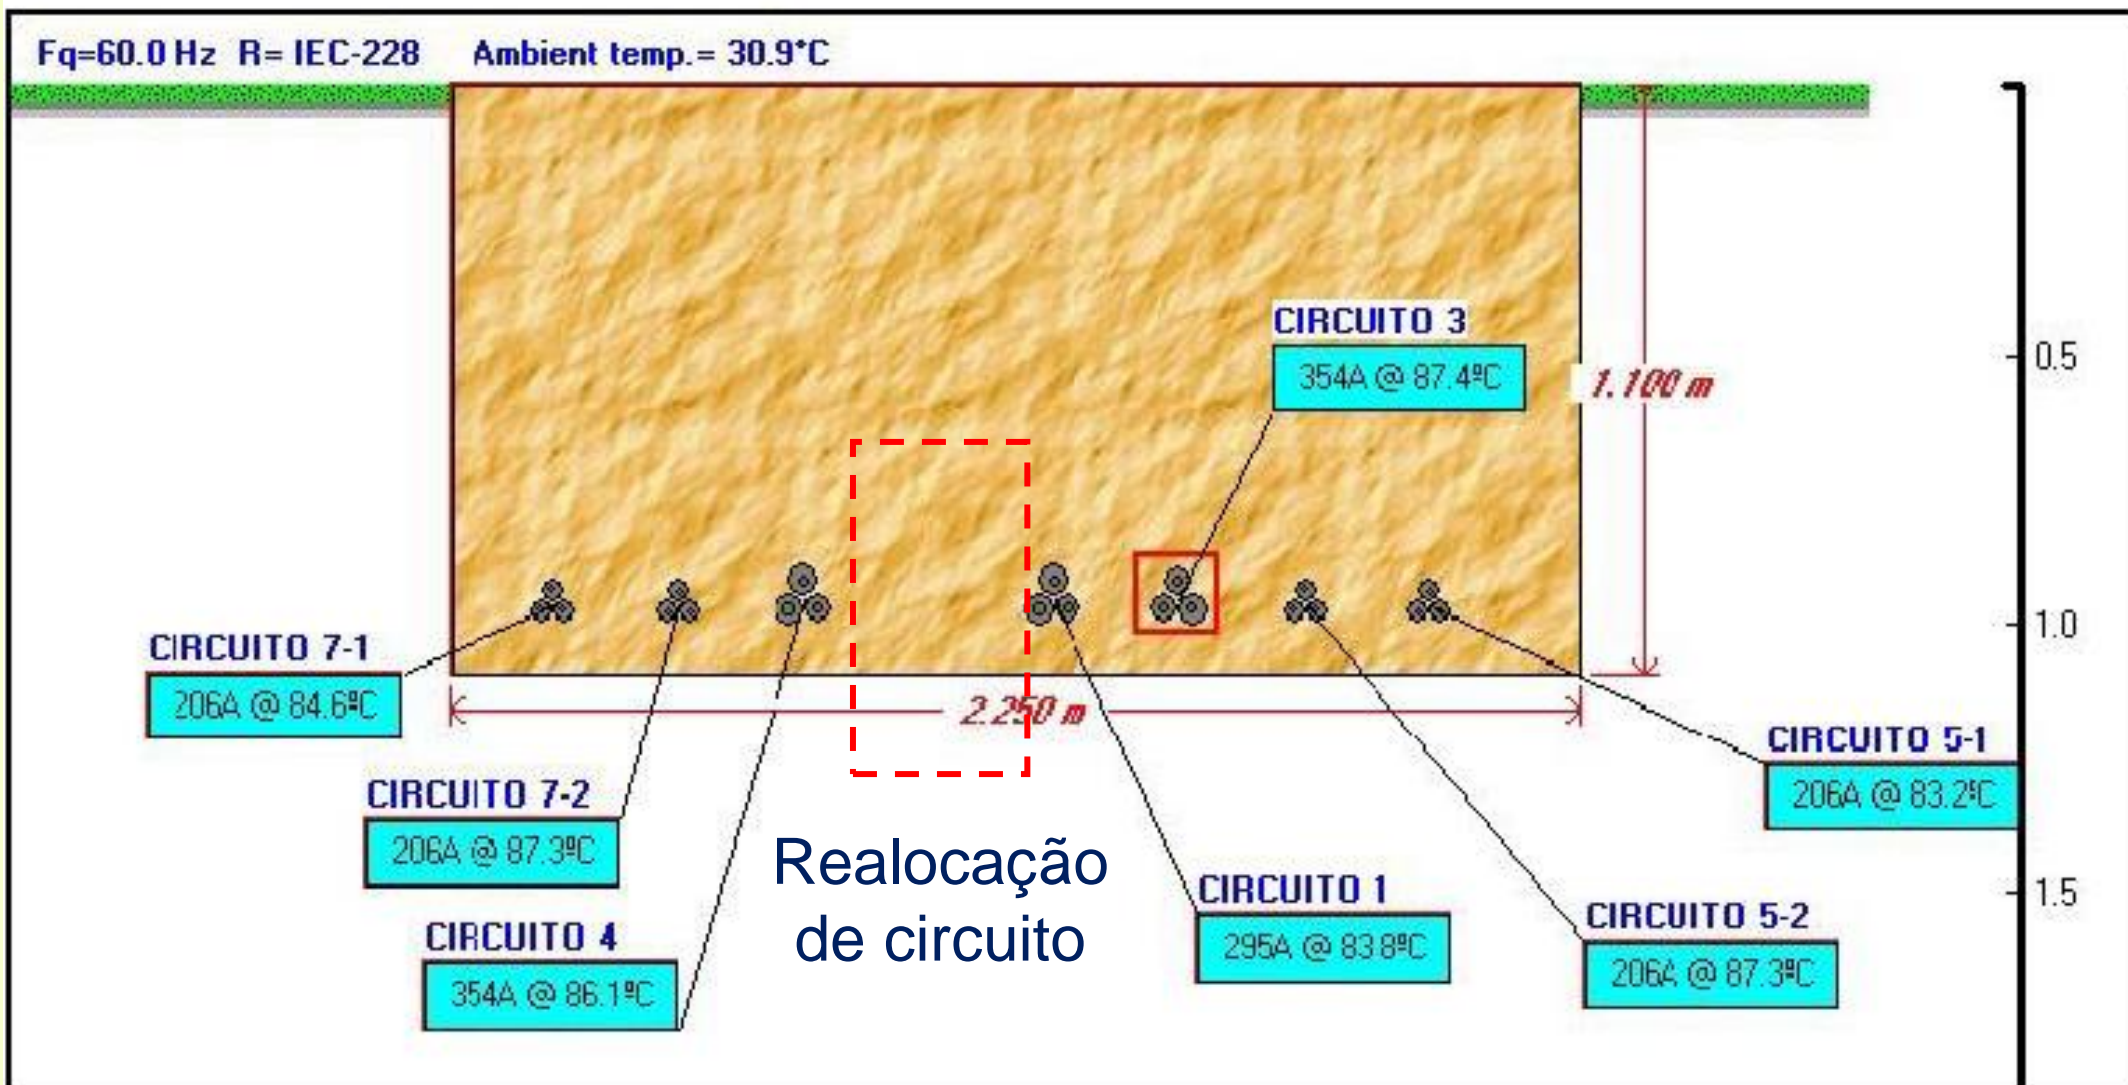 Fq=60.0 Hz R= IEC-228 Ambient temp.= 30.9°C
CIRCUITO 3
354A @ 87.4ºC
0.5
1.100 m
1.0
CIRCUITO 7-1
206A @ 84.6ºC
2.250 m
CIRCUITO 5-1
206A @ 83.2ºC
CIRCUITO 7-2
206A @ 87.3ºC
Realocação
de circuito
CIRCUITO 1
295A @ 83.8ºC
1.5
CIRCUITO 5-2
206A @ 87.3ºC
CIRCUITO 4
354A @ 86.1ºC